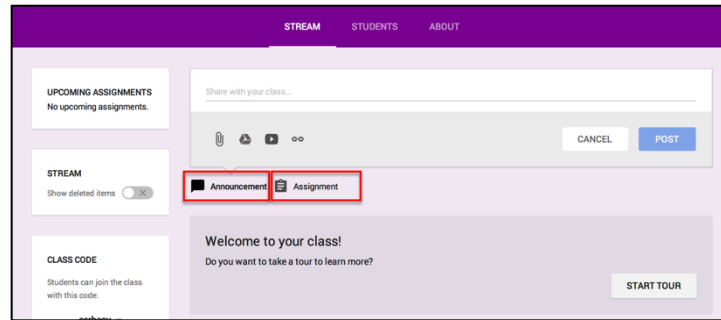 STREAM STUDENTS ABOUT
UPCOMING ASSIGNMENTS
No upcoming assignments.
Share with your class...
CANCEL POST
STREAM
Show deleted items
Announcement Assignment
Welcome to your class!
Do you want to take a tour to learn more?
START TOUR
CLASS CODE
Students can join the class
with this code: